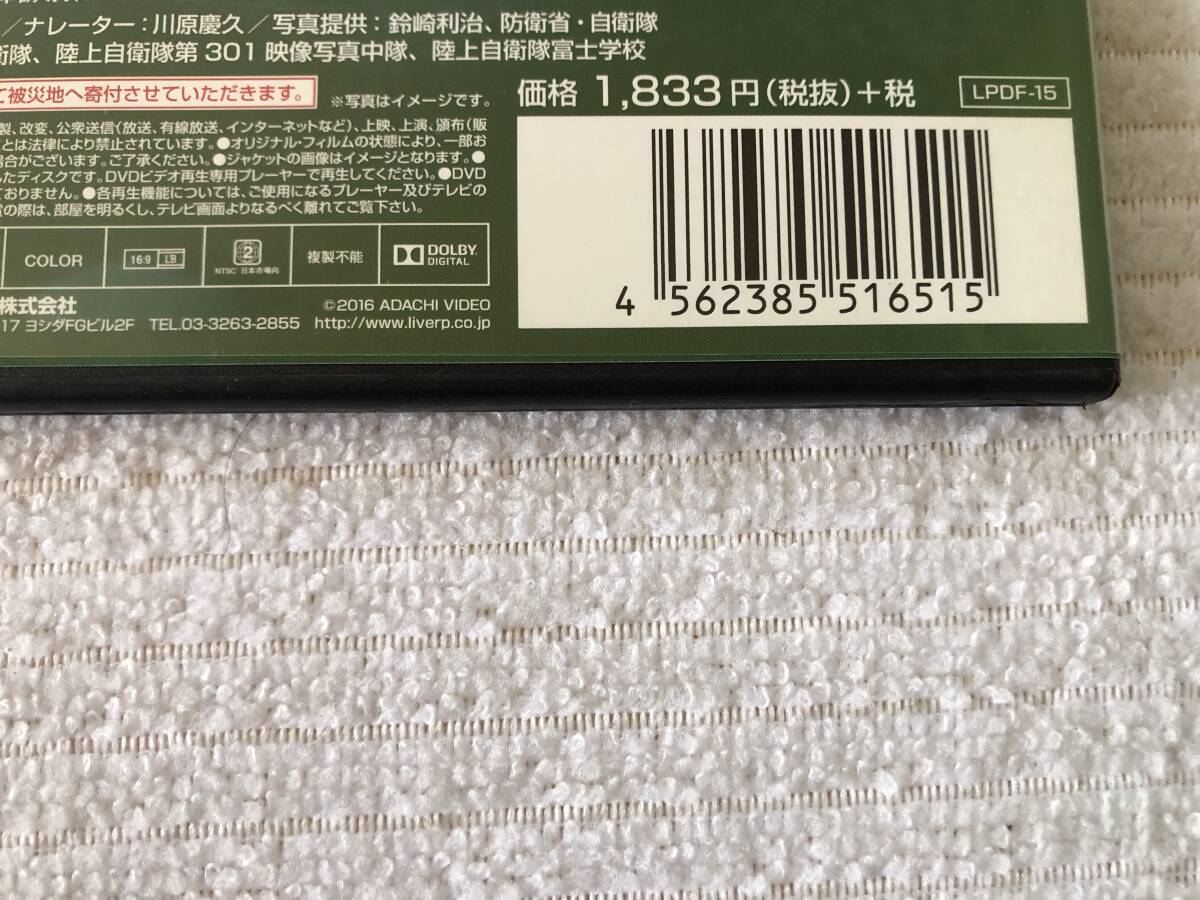 ／ナレーター：川原慶久／写真提供：鈴崎利治、防衛省・自衛隊
衛隊、陸上自衛隊第301映像写真中隊、陸上自衛隊富士学校
て被災地へ寄付させていただきます。 ※写真はイメージです。
価格 1,833円（税抜）＋税 LPDF-15
製、改変、公衆送信（放送、有線放送、インターネットなど）、上映、上演、頒布（販
とは法律により禁止されています。●オリジナル・フィルムの状態により、一部お
場合がございます。ご了承ください。●ジャケットの画像はイメージとなります。●
したディスクです。DVDビデオ再生専用プレーヤーで再生してください。●DVD
ておりません。●各再生機能については、ご使用になるプレーヤー及びテレビの
賞の際は、部屋を明るくし、テレビ画面よりなるべく離れてご覧下さい。
COLOR 16:9 LB 2 NTSC 日本市場向 複製不能 DOLBY DIGITAL
株式会社 ©2016 ADACHI VIDEO
17 ヨシダFGビル2F TEL.03-3263-2855 http://www.liverp.co.jp
4 562385 516515